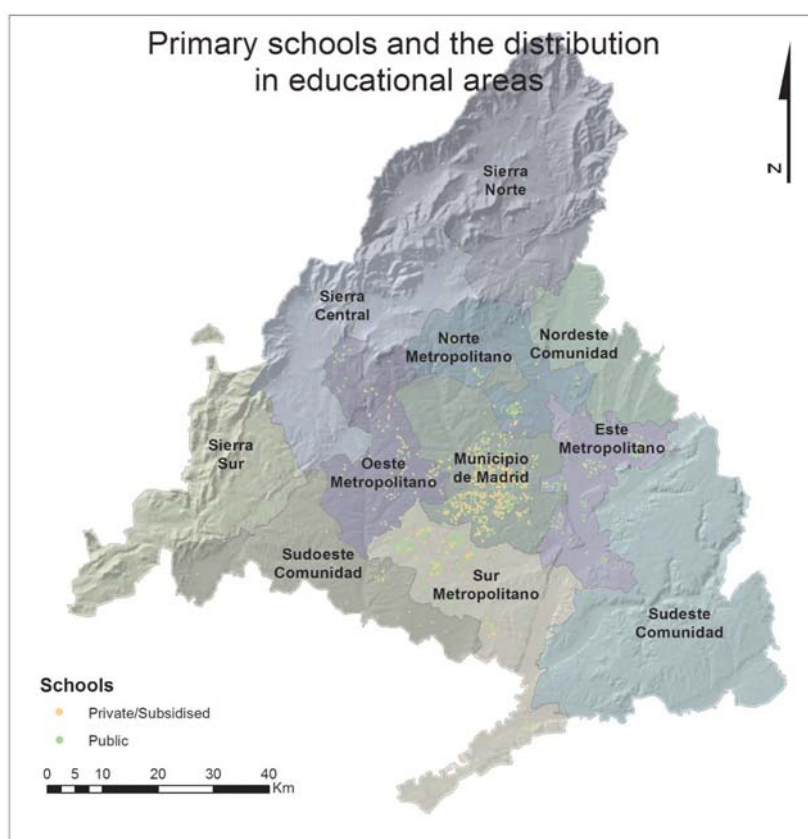 Primary schools and the distribution
in educational areas
N
Sierra
Norte
Sierra
Central
Norte
Metropolitano
Nordeste
Comunidad
Este
Metropolitano
Sierra
Sur
Oeste
Metropolitano
Municipio
de Madrid
Sudoeste
Comunidad
Sur
Metropolitano
Sudeste
Comunidad
Schools
Private/Subsidised
Public
0 5 10 20 30 40
Km